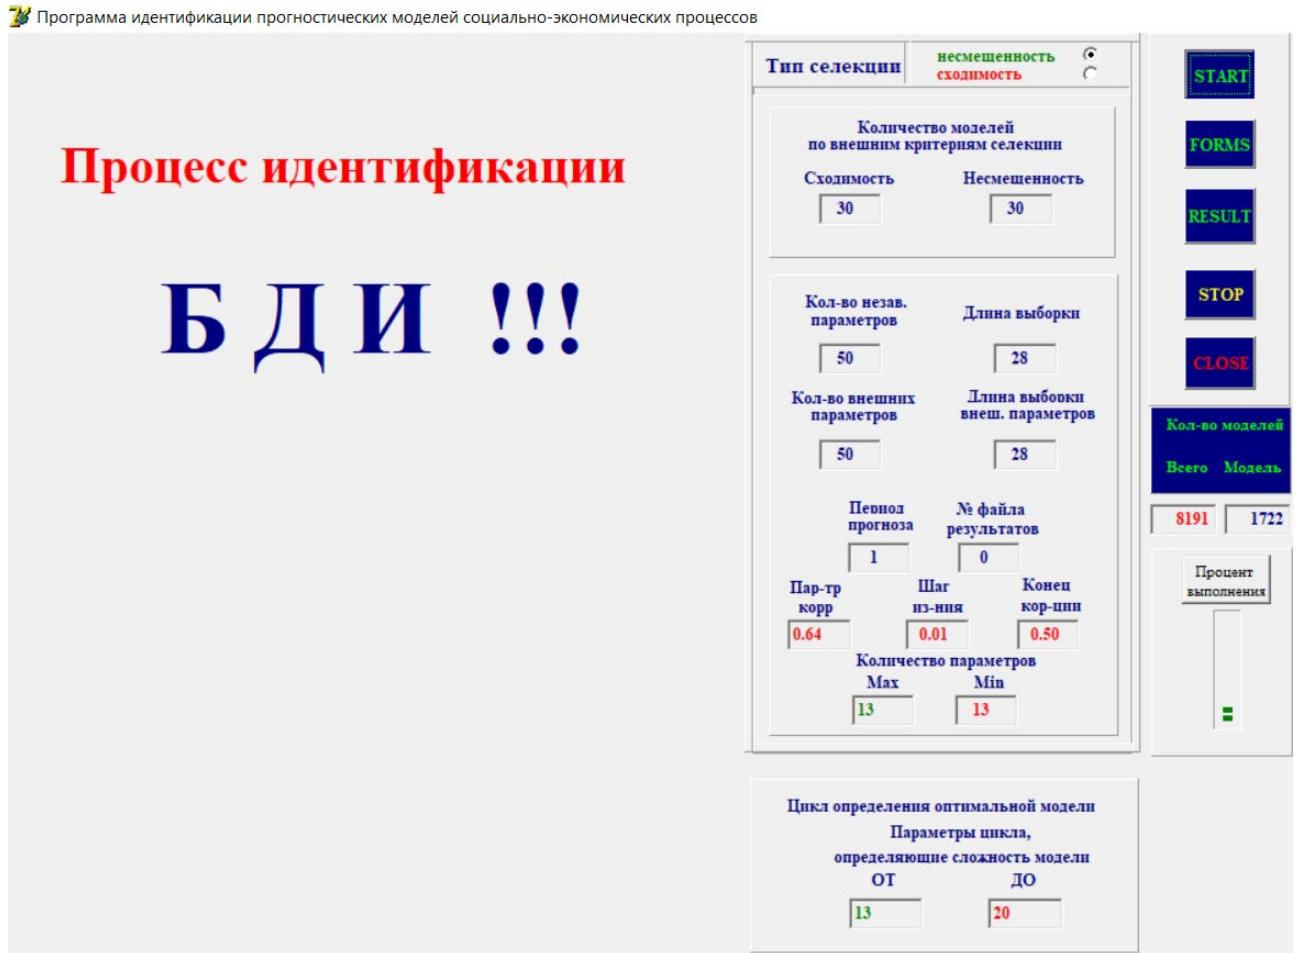 Программа идентификации прогностических моделей социально-экономических процессов
Процесс идентификации
Б Д И !!!
Тип селекции
несмещенность
сходимость
Количество моделей
по внешним критериям селекции
Сходимость Несмещенность
30 30
Кол-во незав.
параметров
Длина выборки
50 28
Кол-во внешних
параметров
Длина выборки
внеш. параметров
50 28
Период
прогноза
№ файла
результатов
1 0
Пар-тр
корр
Шаг
из-ния
Конец
кор-ции
0.64 0.01 0.50
Количество параметров
Max Min
13 13
Цикл определения оптимальной модели
Параметры цикла,
определяющие сложность модели
ОТ ДО
13 20
START
FORMS
RESULT
STOP
CLOSE
Кол-во моделей
Всего Модель
8191 1722
Процент
выполнения